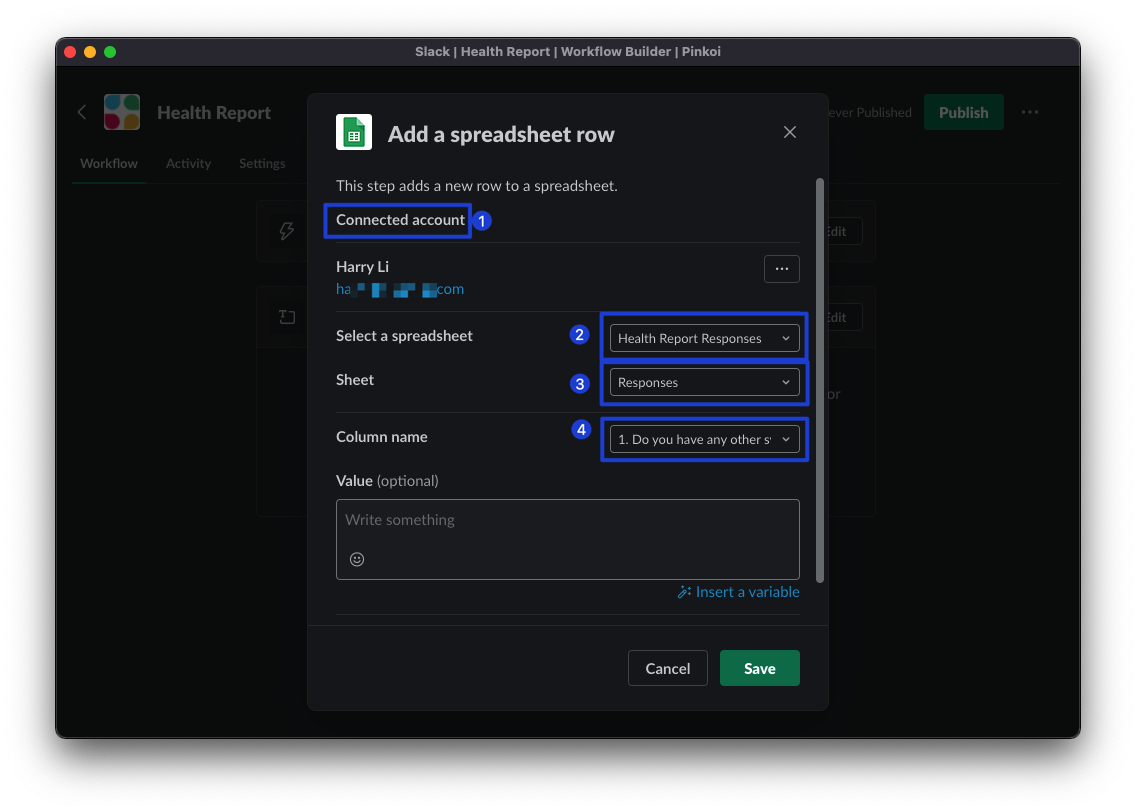 Slack | Health Report | Workflow Builder | Pinkoi
Health Report
ever Published
Publish
Workflow
Activity
Settings
Add a spreadsheet row
This step adds a new row to a spreadsheet.
Connected account
1
Harry Li
ha
com
Select a spreadsheet
2
Health Report Responses
Sheet
3
Responses
Column name
4
1. Do you have any other s
Value (optional)
Write something
Insert a variable
Cancel
Save
Edit
Edit
or